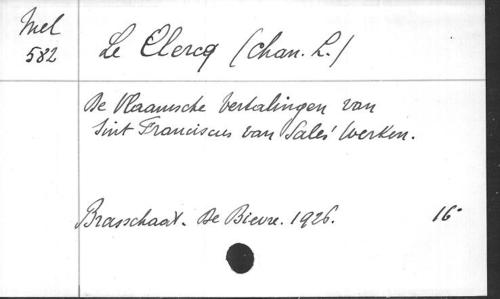 Mel
582
Le Clercq (chan. L.)
De Vlaamsche vertalingen van
Sint Franciscus van Sales' werken.
Brasschaat. De Bievre. 1926. 16°